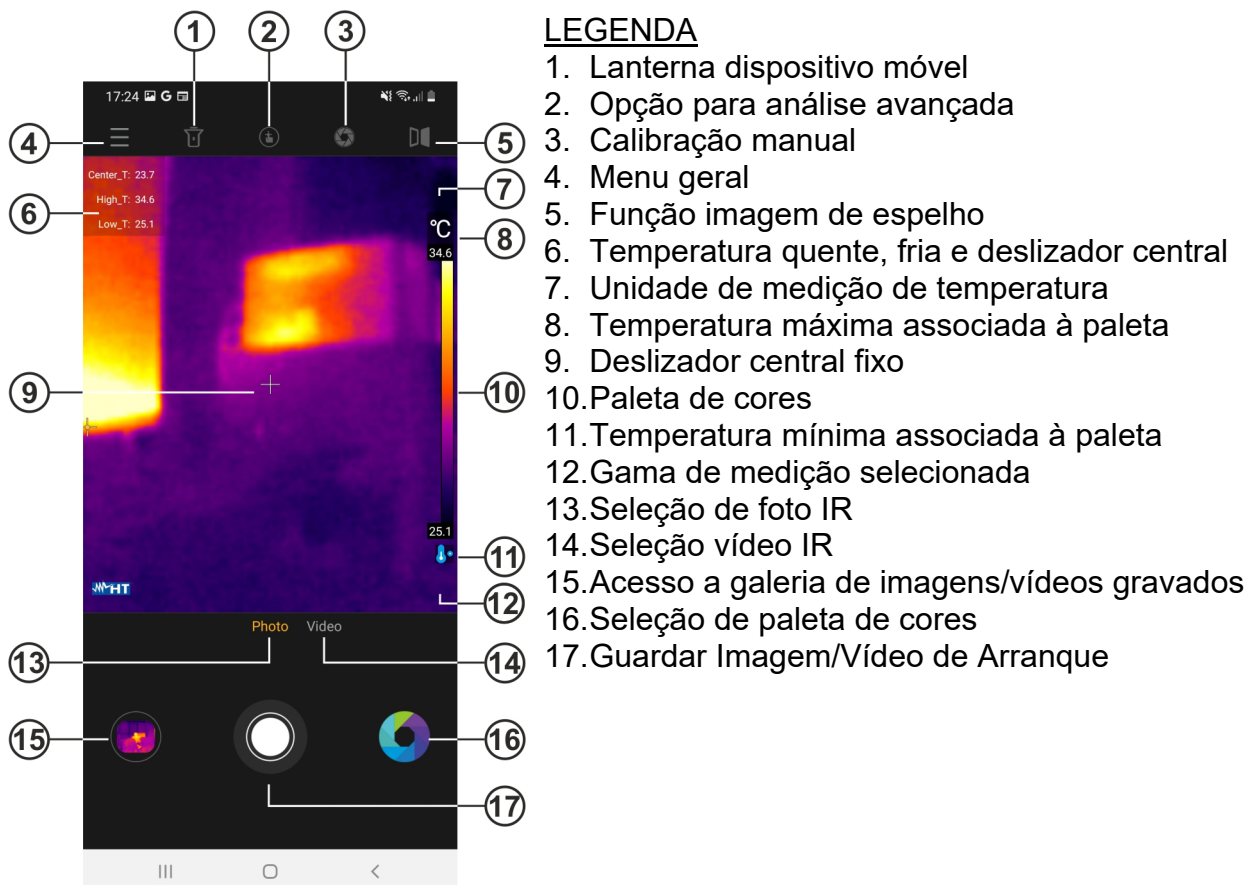 1 2 3
17:24 G
4 5
Center_T: 23.7
High_T: 34.6
Low_T: 25.1
6 7
°C
8
34.6
9 10
25.1
11
HT
12
Photo Video
13 14
15 16
17
LEGENDA
1. Lanterna dispositivo móvel
2. Opção para análise avançada
3. Calibração manual
4. Menu geral
5. Função imagem de espelho
6. Temperatura quente, fria e deslizador central
7. Unidade de medição de temperatura
8. Temperatura máxima associada à paleta
9. Deslizador central fixo
10.Paleta de cores
11.Temperatura mínima associada à paleta
12.Gama de medição selecionada
13.Seleção de foto IR
14.Seleção vídeo IR
15.Acesso a galeria de imagens/vídeos gravados
16.Seleção de paleta de cores
17.Guardar Imagem/Vídeo de Arranque